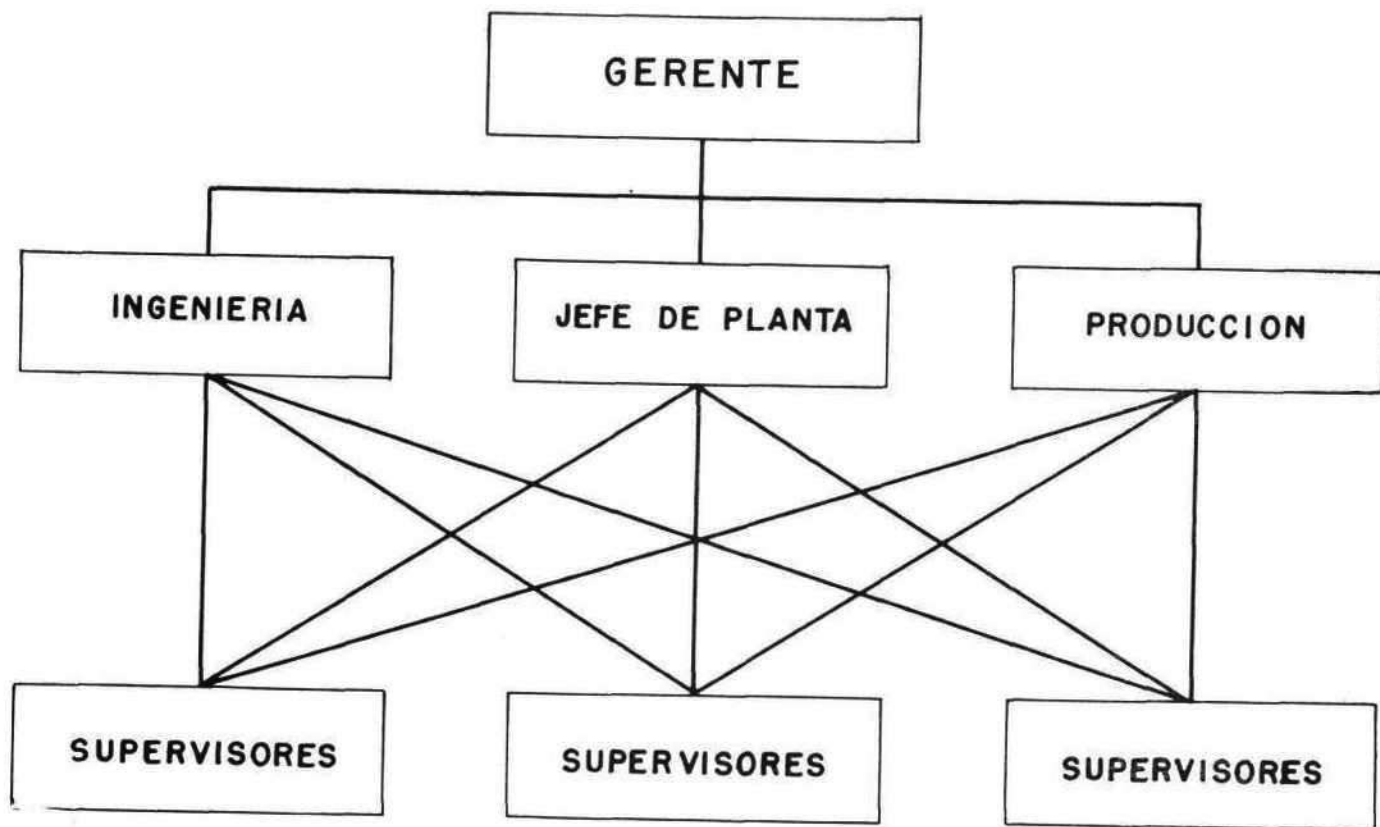 GERENTE
INGENIERIA
JEFE DE PLANTA
PRODUCCION
SUPERVISORES
SUPERVISORES
SUPERVISORES